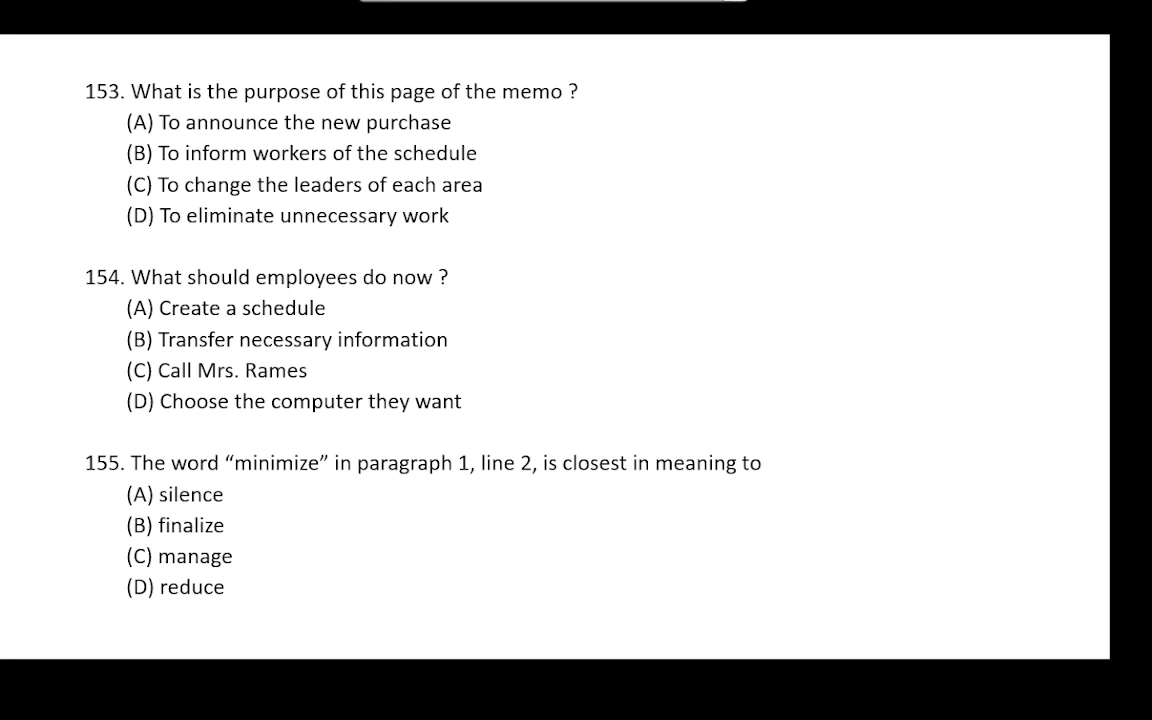 153. What is the purpose of this page of the memo ?
(A) To announce the new purchase
(B) To inform workers of the schedule
(C) To change the leaders of each area
(D) To eliminate unnecessary work
154. What should employees do now ?
(A) Create a schedule
(B) Transfer necessary information
(C) Call Mrs. Rames
(D) Choose the computer they want
155. The word “minimize” in paragraph 1, line 2, is closest in meaning to
(A) silence
(B) finalize
(C) manage
(D) reduce